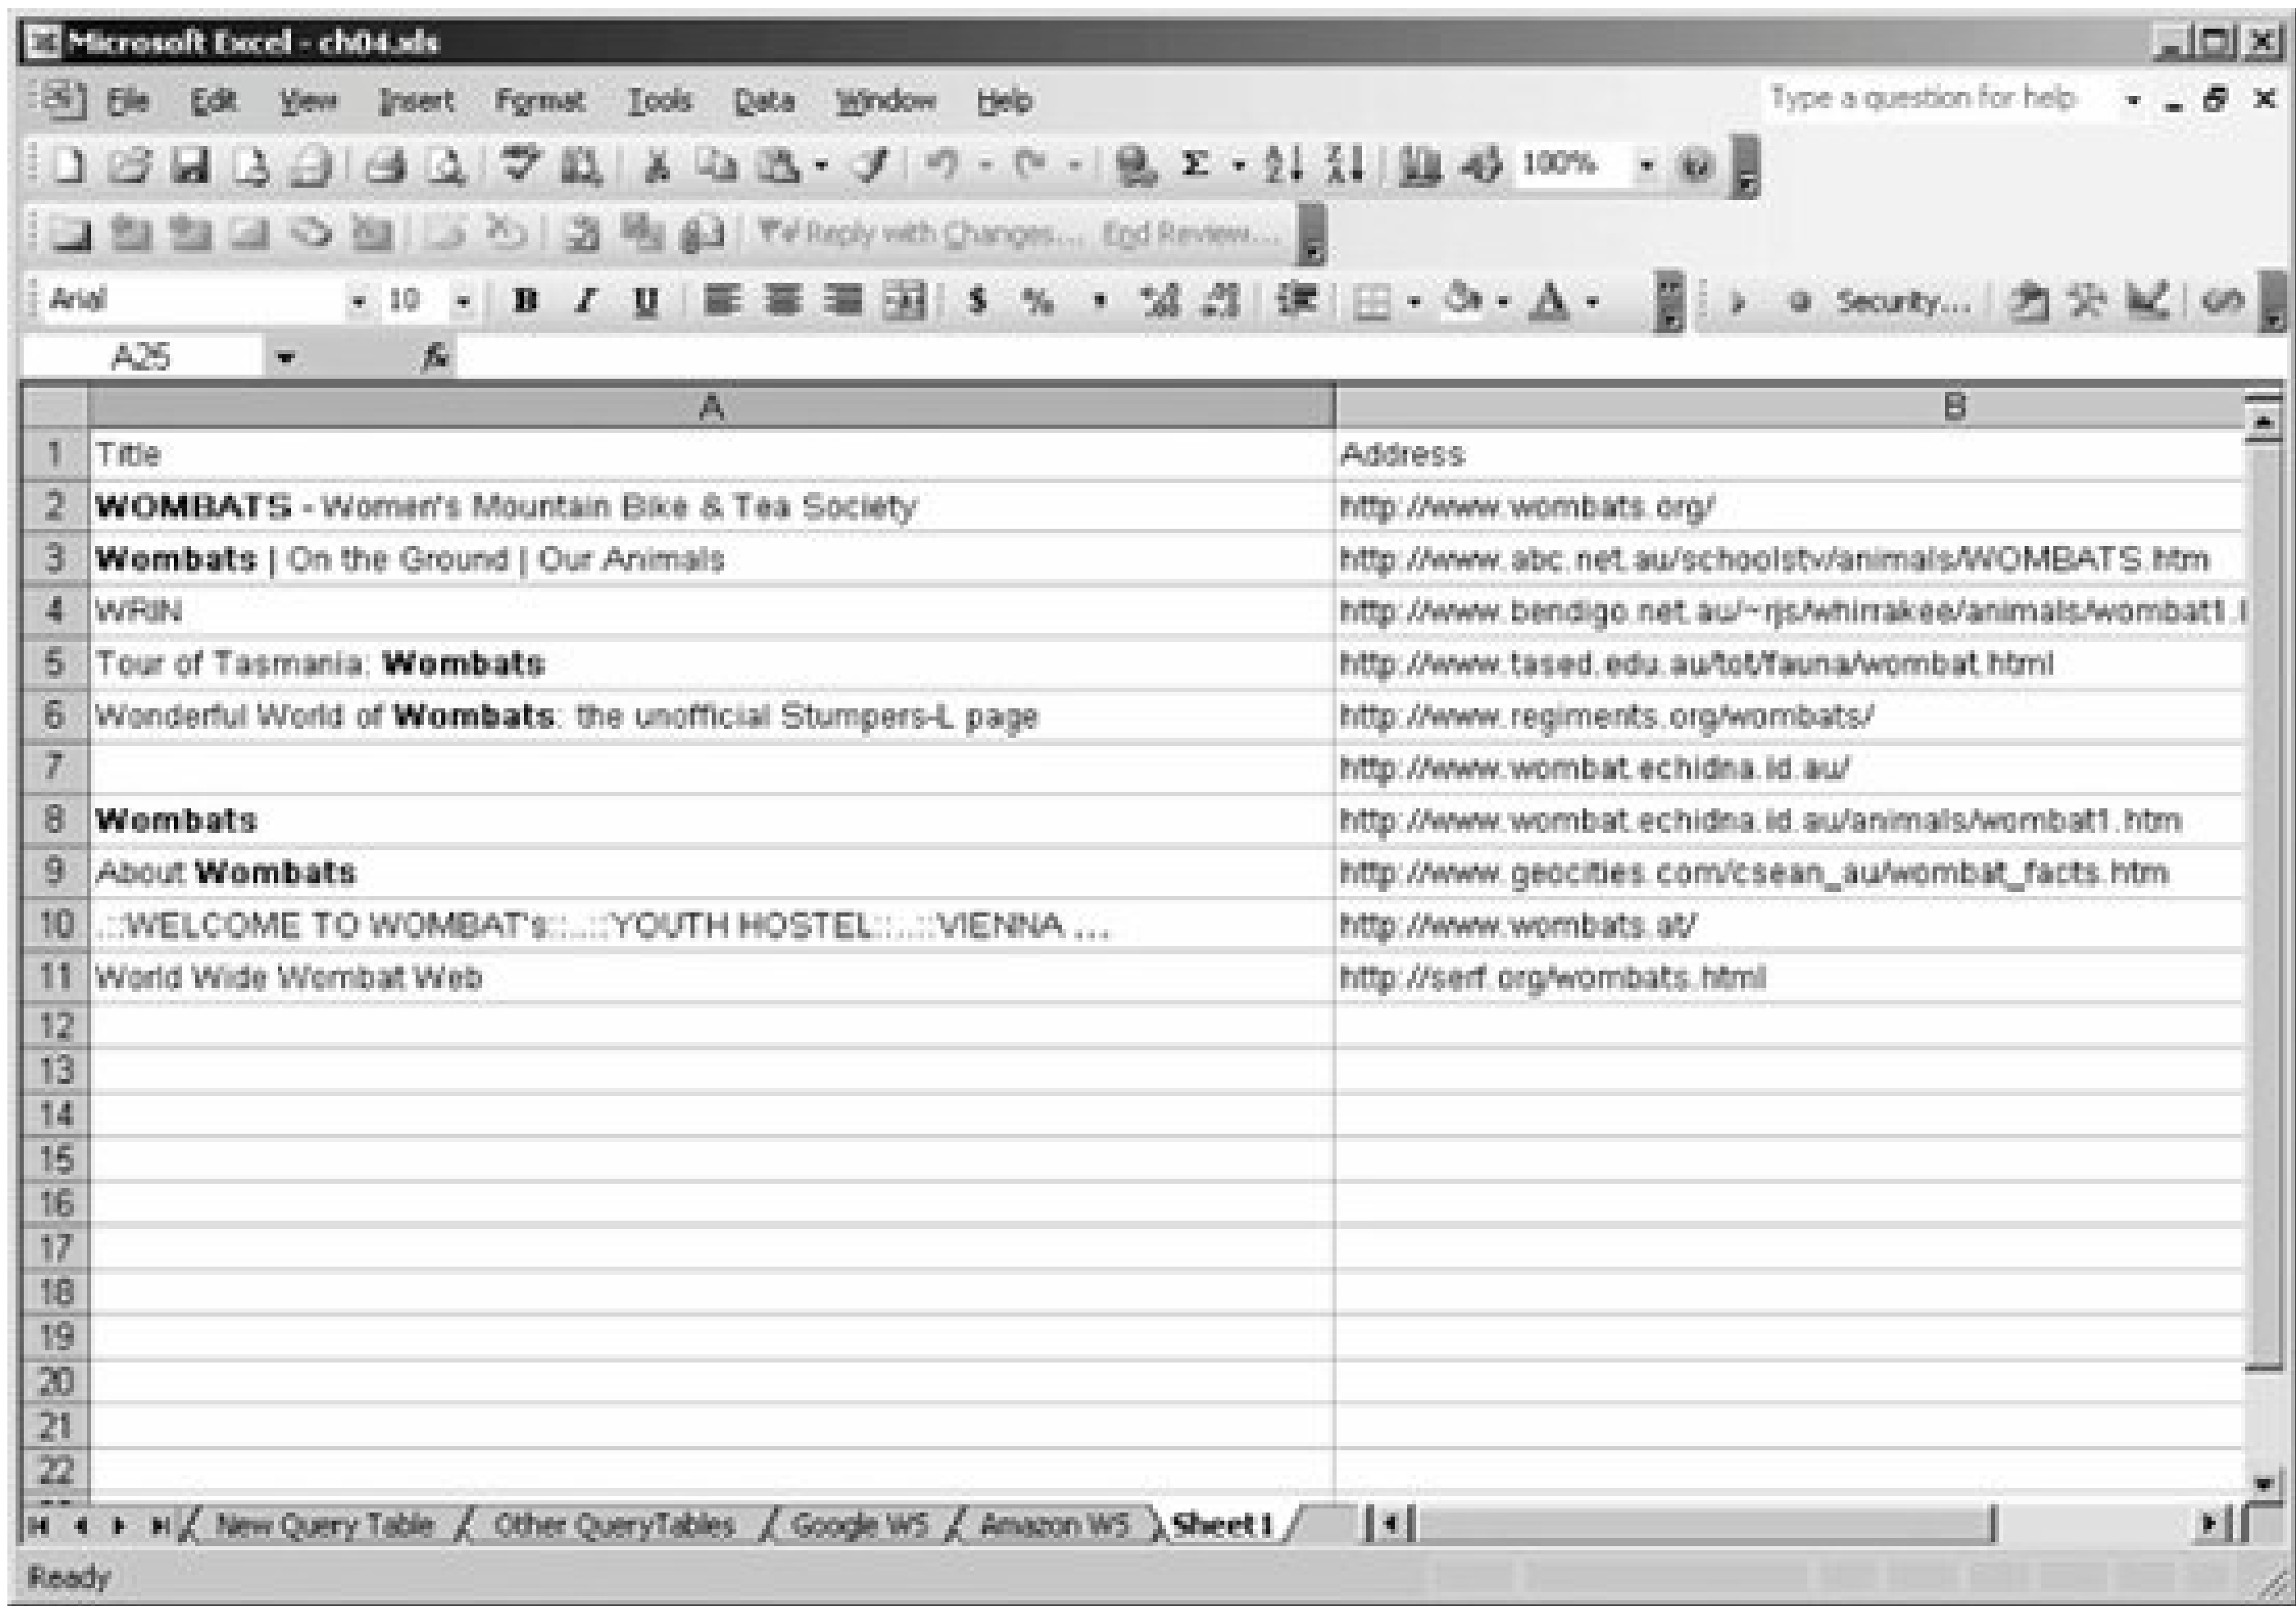 Microsoft Excel - ch04.xls
File Edit View Insert Format Tools Data Window Help Type a question for help
100%
Reply with Changes... End Review...
Arial 10 B I U $ % , A Security...
A25 fx
A B
1 Title Address
2 WOMBATS - Women's Mountain Bike & Tea Society http://www.wombats.org/
3 Wombats | On the Ground | Our Animals http://www.abc.net.au/schoolstv/animals/WOMBATS.htm
4 WRIN http://www.bendigo.net.au/~rjs/whirrakee/animals/wombat1.
5 Tour of Tasmania: Wombats http://www.tased.edu.au/tot/fauna/wombat.html
6 Wonderful World of Wombats: the unofficial Stumpers-L page http://www.regiments.org/wombats/
7 http://www.wombat.echidna.id.au/
8 Wombats http://www.wombat.echidna.id.au/animals/wombat1.htm
9 About Wombats http://www.geocities.com/csean_au/wombat_facts.htm
10 .::WELCOME TO WOMBAT's::..::YOUTH HOSTEL::..::VIENNA ... http://www.wombats.at/
11 World Wide Wombat Web http://serf.org/wombats.html
12
13
14
15
16
17
18
19
20
21
22
New Query Table Other QueryTables Google WS Amazon WS Sheet1
Ready